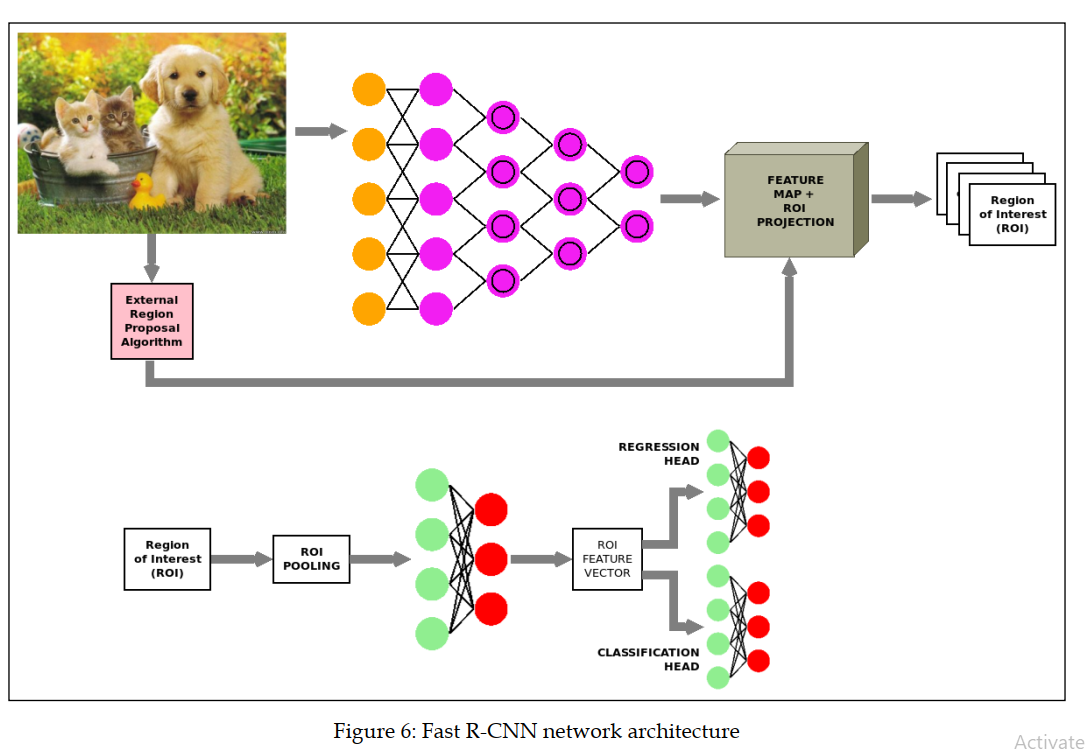 FEATURE
MAP +
ROI
PROJECTION
Region
of Interest
(ROI)
External
Region
Proposal
Algorithm
REGRESSION
HEAD
Region
of Interest
(ROI)
ROI
POOLING
ROI
FEATURE
VECTOR
CLASSIFICATION
HEAD
Figure 6: Fast R-CNN network architecture
Activate